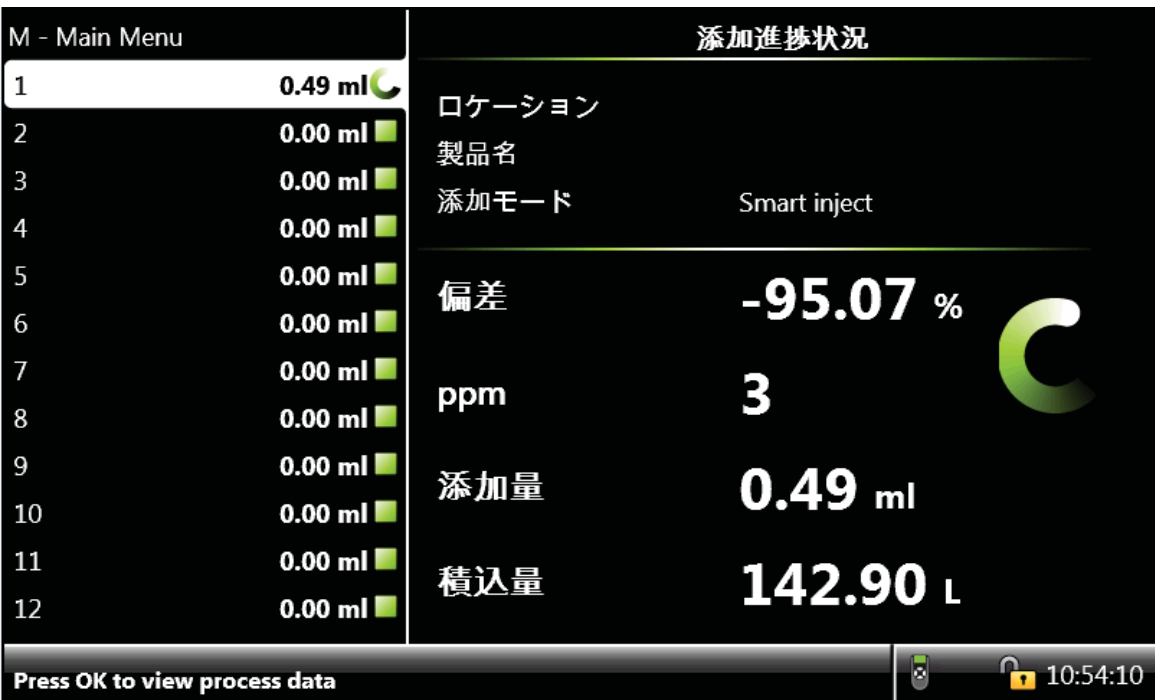 M - Main Menu
1 0.49 ml
2 0.00 ml
3 0.00 ml
4 0.00 ml
5 0.00 ml
6 0.00 ml
7 0.00 ml
8 0.00 ml
9 0.00 ml
10 0.00 ml
11 0.00 ml
12 0.00 ml
添加進捗状況
ロケーション
製品名
添加モード Smart inject
偏差 -95.07 %
ppm 3
添加量 0.49 ml
積込量 142.90 L
Press OK to view process data
10:54:10